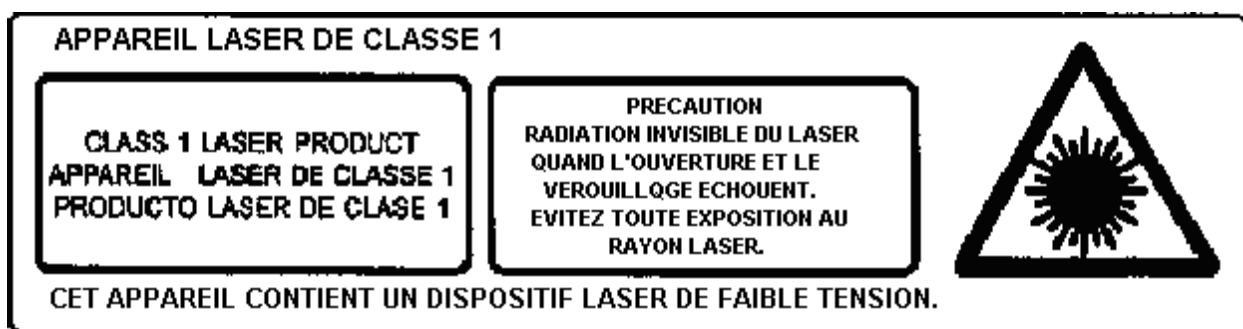 APPAREIL LASER DE CLASSE 1
CLASS 1 LASER PRODUCT
APPAREIL LASER DE CLASSE 1
PRODUCTO LASER DE CLASE 1
PRECAUTION
RADIATION INVISIBLE DU LASER
QUAND L'OUVERTURE ET LE
VEROUILLQGE ECHOUENT.
EVITEZ TOUTE EXPOSITION AU
RAYON LASER.
CET APPAREIL CONTIENT UN DISPOSITIF LASER DE FAIBLE TENSION.